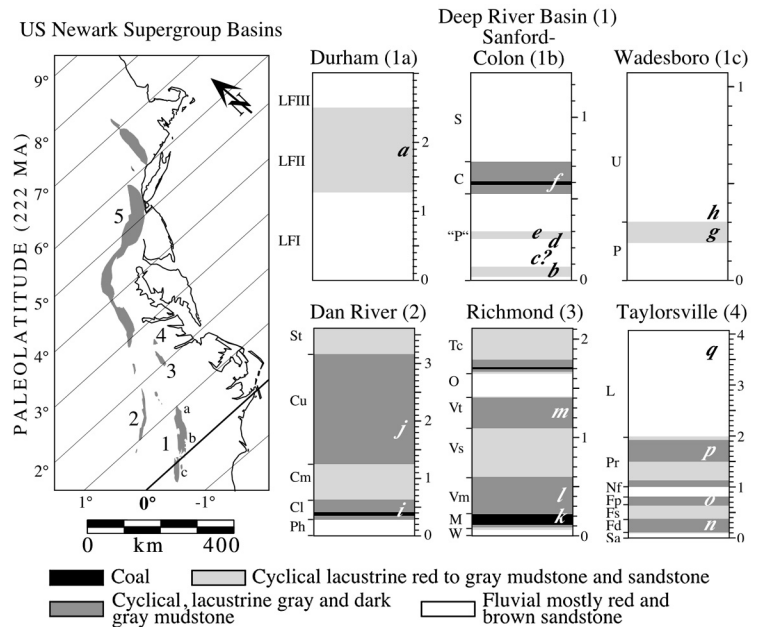 US Newark Supergroup Basins
Deep River Basin (1)
Durham (1a)
Sanford-
Colon (1b)
Wadesboro (1c)
PALEOLATITUDE (222 MA)
9°
8°
7°
6°
5°
4°
3°
2°
N
5
4
3
2
1
a
b
c
1° 0° -1°
0 km 400
LFIII
LFII
LFI
a
2
1
0
S
C
"P"
f
e
d
c?
b
1
0
U
P
h
g
1
0
Dan River (2)
St
Cu
Cm
Cl
Ph
j
i
3
2
1
0
Richmond (3)
Tc
O
Vt
Vs
Vm
M
W
m
l
k
2
1
0
Taylorsville (4)
L
Pr
Nf
Fp
Fs
Fd
Sa
q
p
o
n
4
3
2
1
0
Coal
Cyclical lacustrine red to gray mudstone and sandstone
Cyclical, lacustrine gray and dark
gray mudstone
Fluvial mostly red and
brown sandstone